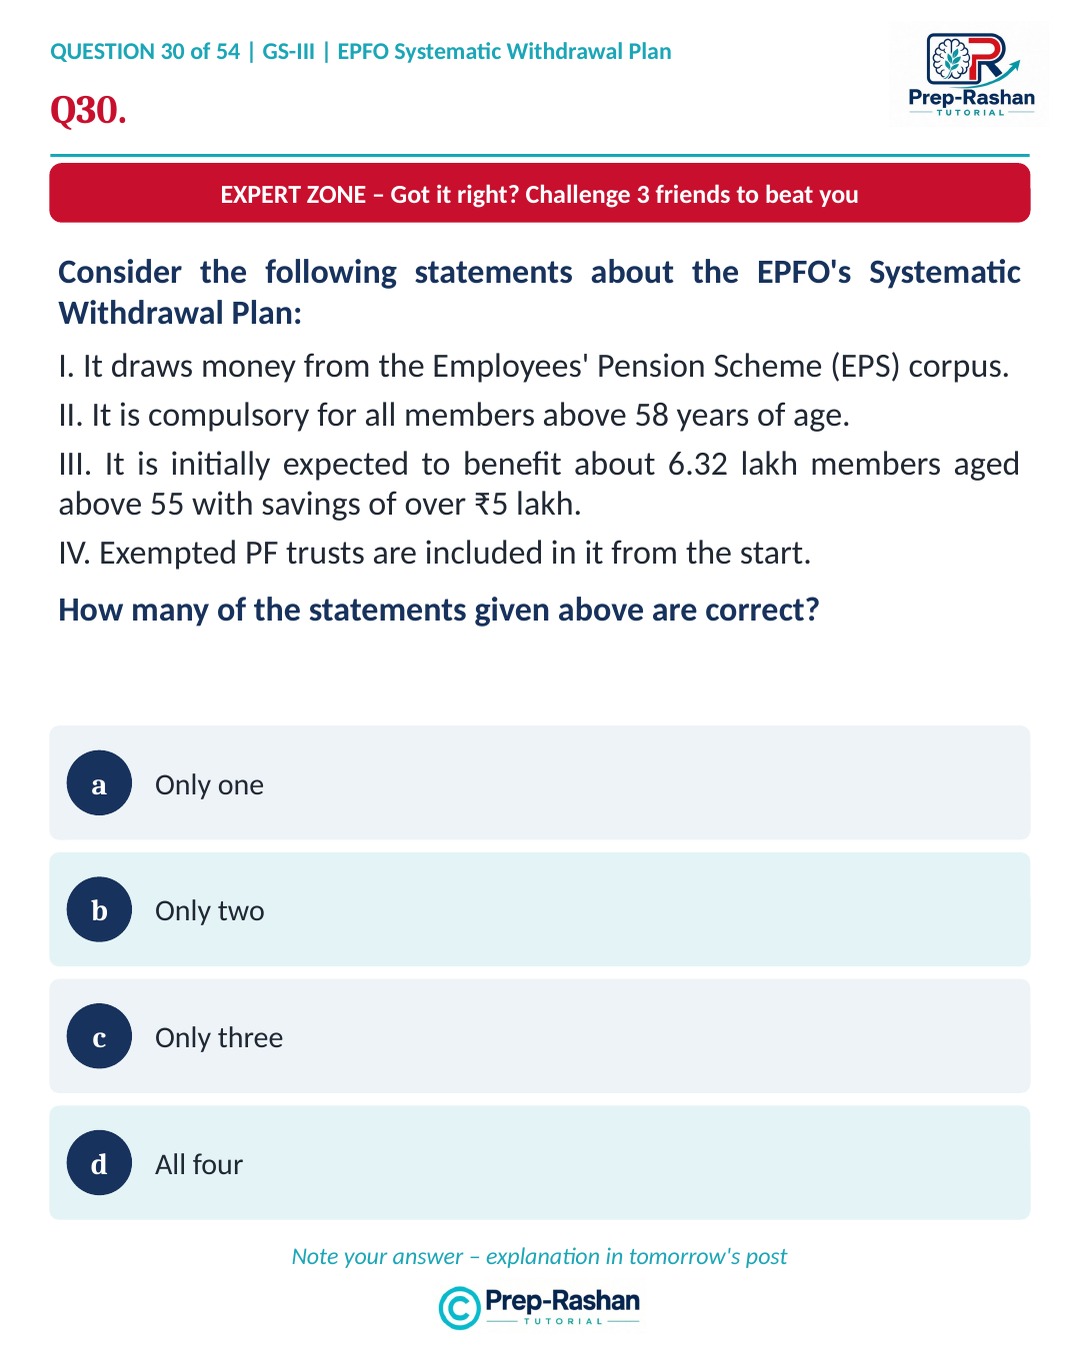 QUESTION 30 of 54 | GS-III | EPFO Systematic Withdrawal Plan
Q30.
Prep-Rashan
TUTORIAL
EXPERT ZONE – Got it right? Challenge 3 friends to beat you
Consider the following statements about the EPFO's Systematic
Withdrawal Plan:
I. It draws money from the Employees' Pension Scheme (EPS) corpus.
II. It is compulsory for all members above 58 years of age.
III. It is initially expected to benefit about 6.32 lakh members aged
above 55 with savings of over ₹5 lakh.
IV. Exempted PF trusts are included in it from the start.
How many of the statements given above are correct?
a Only one
b Only two
c Only three
d All four
Note your answer – explanation in tomorrow's post
© Prep-Rashan
TUTORIAL